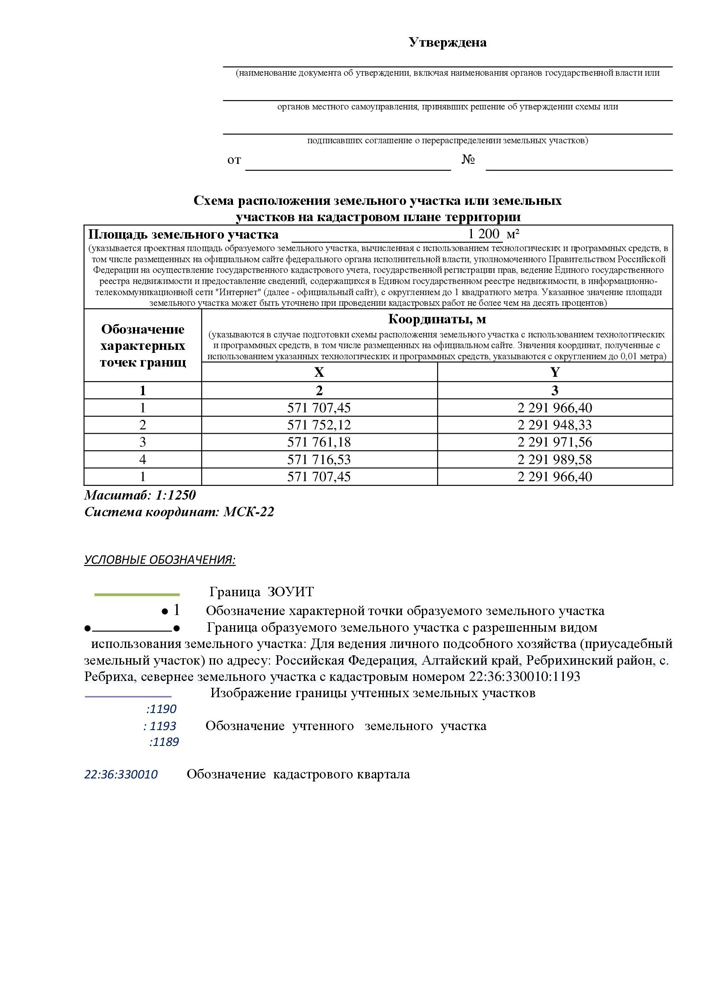 Утверждена
(наименование документа об утверждении, включая наименования органов государственной власти или
органов местного самоуправления, принявших решение об утверждении схемы или
подписавших соглашение о перераспределении земельных участков)
от № 
Схема расположения земельного участка или земельных
участков на кадастровом плане территории
Площадь земельного участка 1 200 м²
(указывается проектная площадь образуемого земельного участка, вычисленная с использованием технологических и программных средств, в
том числе размещенных на официальном сайте федерального органа исполнительной власти, уполномоченного Правительством Российской
Федерации на осуществление государственного кадастрового учета, государственной регистрации прав, ведение Единого государственного
реестра недвижимости и предоставление сведений, содержащихся в Едином государственном реестре недвижимости, в информационно-
телекоммуникационной сети "Интернет" (далее - официальный сайт), с округлением до 1 квадратного метра. Указанное значение площади
земельного участка может быть уточнено при проведении кадастровых работ не более чем на десять процентов)
Обозначение
характерных
точек границ
Координаты, м
(указываются в случае подготовки схемы расположения земельного участка с использованием технологических
и программных средств, в том числе размещенных на официальном сайте. Значения координат, полученные с
использованием указанных технологических и программных средств, указываются с округлением до 0,01 метра)
X Y
1 2 3
1 571 707,45 2 291 966,40
2 571 752,12 2 291 948,33
3 571 761,18 2 291 971,56
4 571 716,53 2 291 989,58
1 571 707,45 2 291 966,40
Масштаб: 1:1250
Система координат: МСК-22
УСЛОВНЫЕ ОБОЗНАЧЕНИЯ:
Граница ЗОУИТ
● 1 Обозначение характерной точки образуемого земельного участка
Граница образуемого земельного участка с разрешенным видом
использования земельного участка: Для ведения личного подсобного хозяйства (приусадебный
земельный участок) по адресу: Российская Федерация, Алтайский край, Ребрихинский район, с.
Ребриха, севернее земельного участка с кадастровым номером 22:36:330010:1193
Изображение границы учтенных земельных участков
:1190
: 1193 Обозначение учтенного земельного участка
:1189
22:36:330010 Обозначение кадастрового квартала